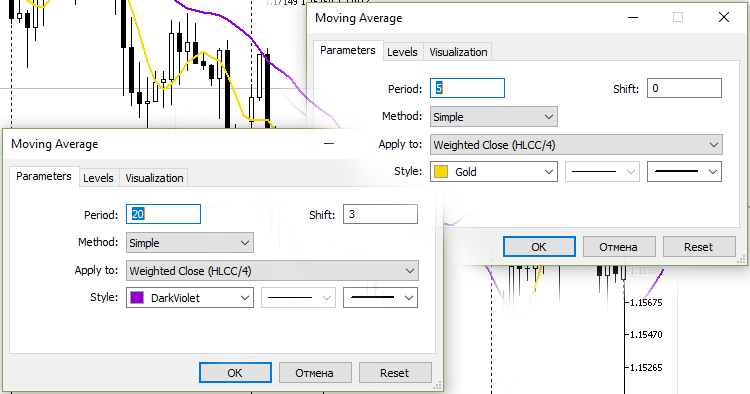 Moving Average
Parameters Levels Visualization
Period: 5 Shift: 0
Method: Simple
Apply to: Weighted Close (HLCC/4)
Style: Gold
OK Отмена Reset
Moving Average
Parameters Levels Visualization
Period: 20 Shift: 3
Method: Simple
Apply to: Weighted Close (HLCC/4)
Style: DarkViolet
OK Отмена Reset
1.15675
1.15470
1.15265